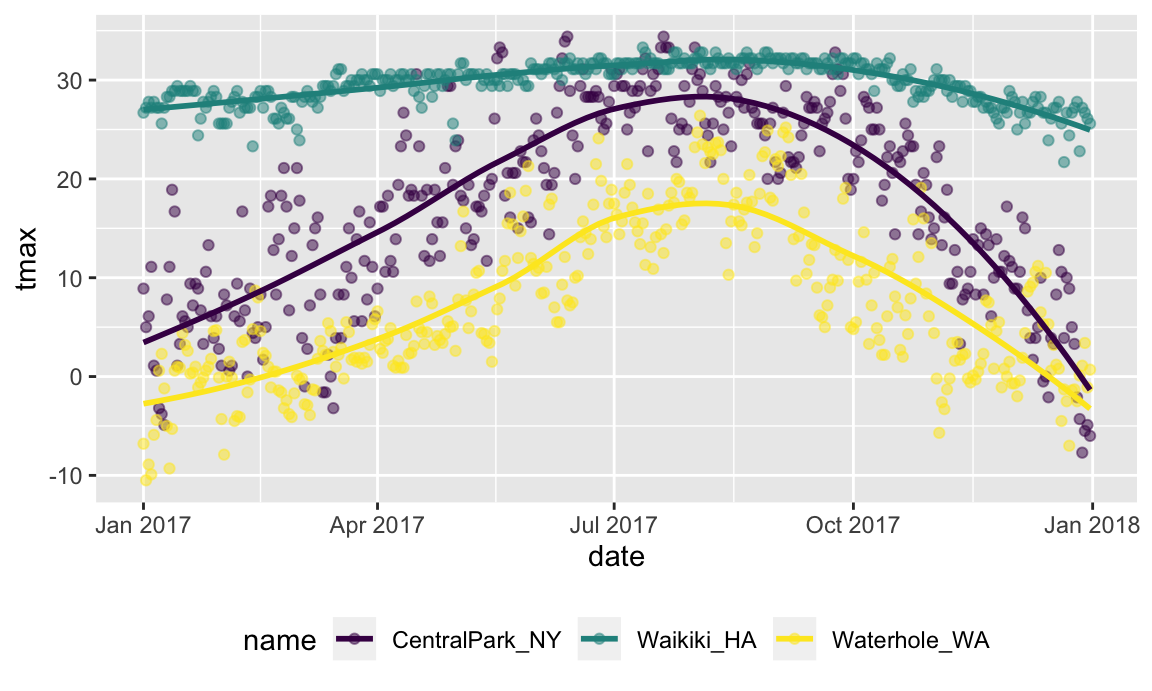 30
20
10
0
-10
tmax
Jan 2017 Apr 2017 Jul 2017 Oct 2017 Jan 2018
date
name CentralPark_NY Waikiki_HA Waterhole_WA